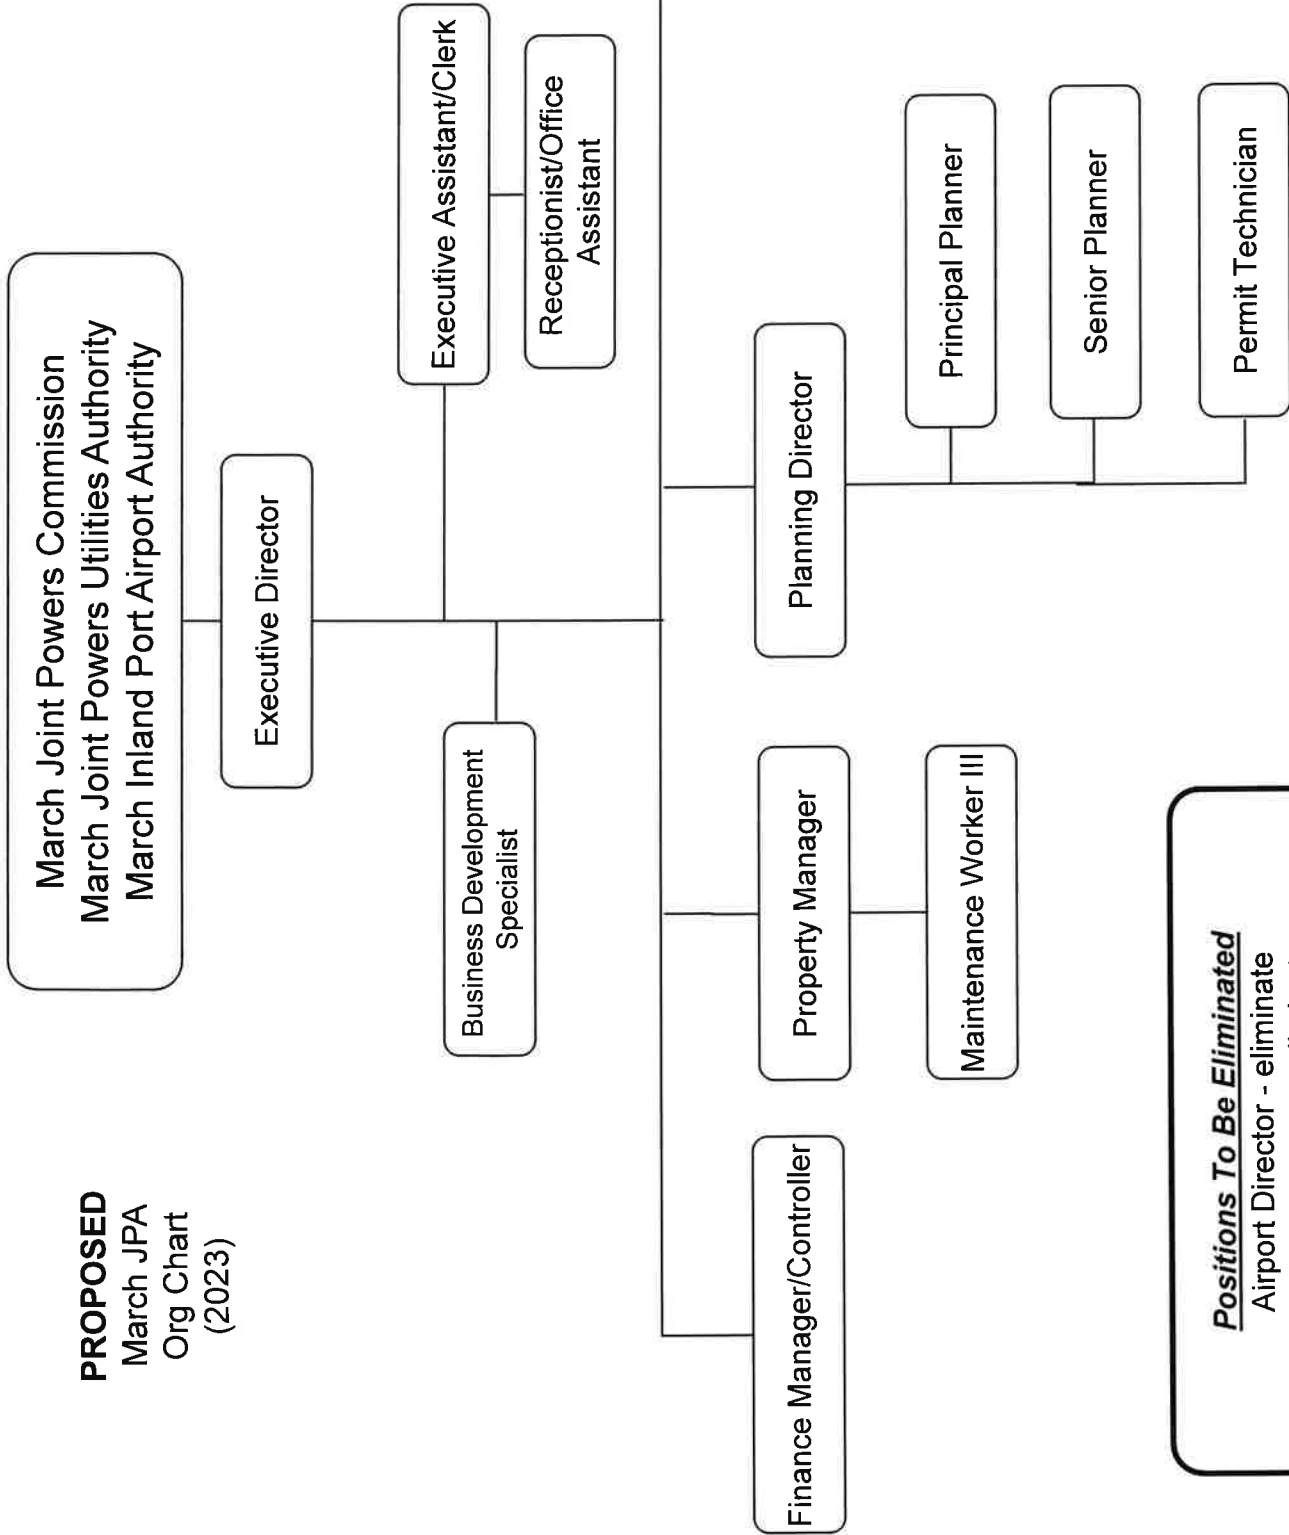 PROPOSED
March JPA
Org Chart
(2023)
March Joint Powers Commission
March Joint Powers Utilities Authority
March Inland Port Airport Authority
Executive Director
Business Development
Specialist
Executive Assistant/Clerk
Receptionist/Office
Assistant
Finance Manager/Controller
Property Manager
Maintenance Worker III
Planning Director
Principal Planner
Senior Planner
Permit Technician
Positions To Be Eliminated
Airport Director - eliminate